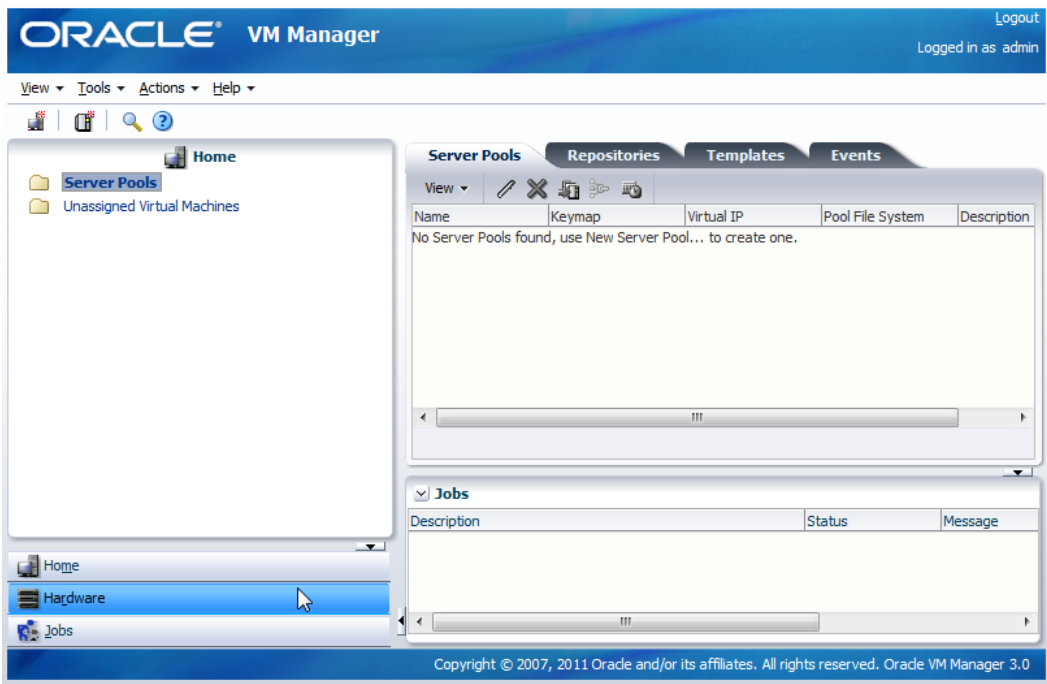 Logout
ORACLE® VM Manager
Logged in as admin
View Tools Actions Help
Home
Server Pools
Unassigned Virtual Machines
Server Pools Repositories Templates Events
View
Name Keymap Virtual IP Pool File System Description
No Server Pools found, use New Server Pool... to create one.
Jobs
Description Status Message
Home
Hardware
Jobs
Copyright © 2007, 2011 Oracle and/or its affiliates. All rights reserved. Oracle VM Manager 3.0